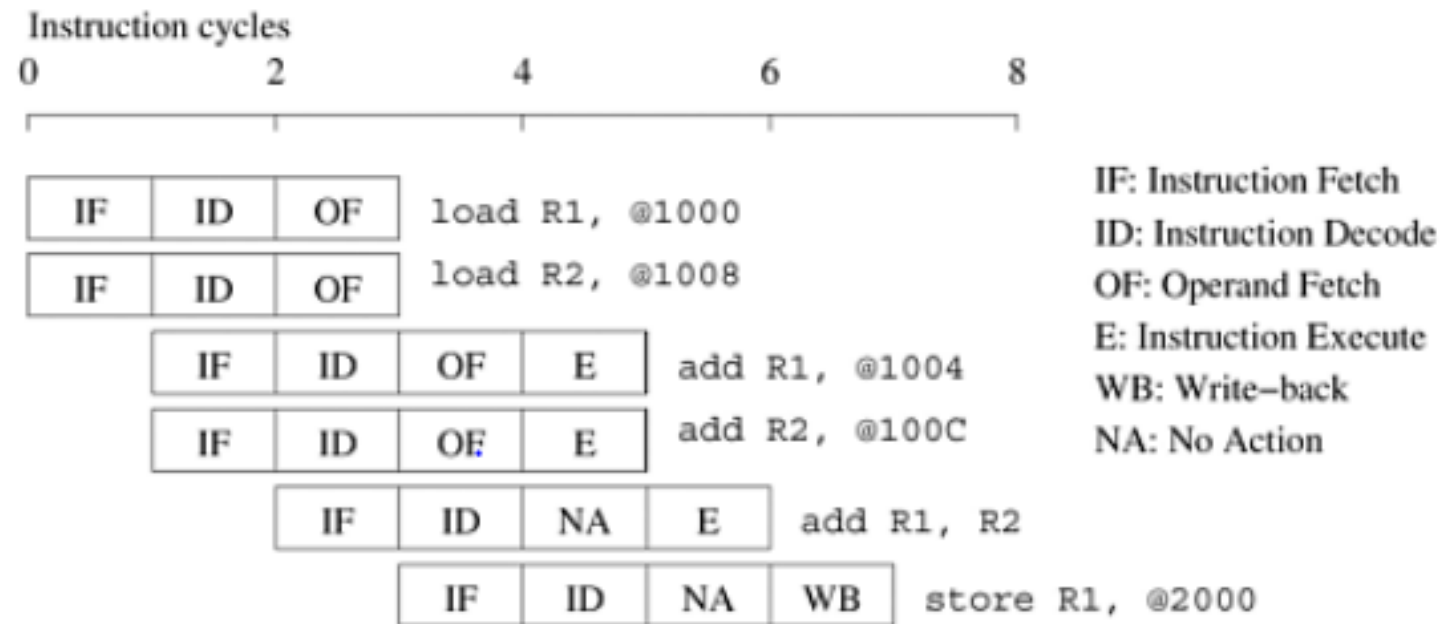 Instruction cycles
0 2 4 6 8
IF ID OF load R1, @1000
IF ID OF load R2, @1008
IF ID OF E add R1, @1004
IF ID OF E add R2, @100C
IF ID NA E add R1, R2
IF ID NA WB store R1, @2000
IF: Instruction Fetch
ID: Instruction Decode
OF: Operand Fetch
E: Instruction Execute
WB: Write–back
NA: No Action